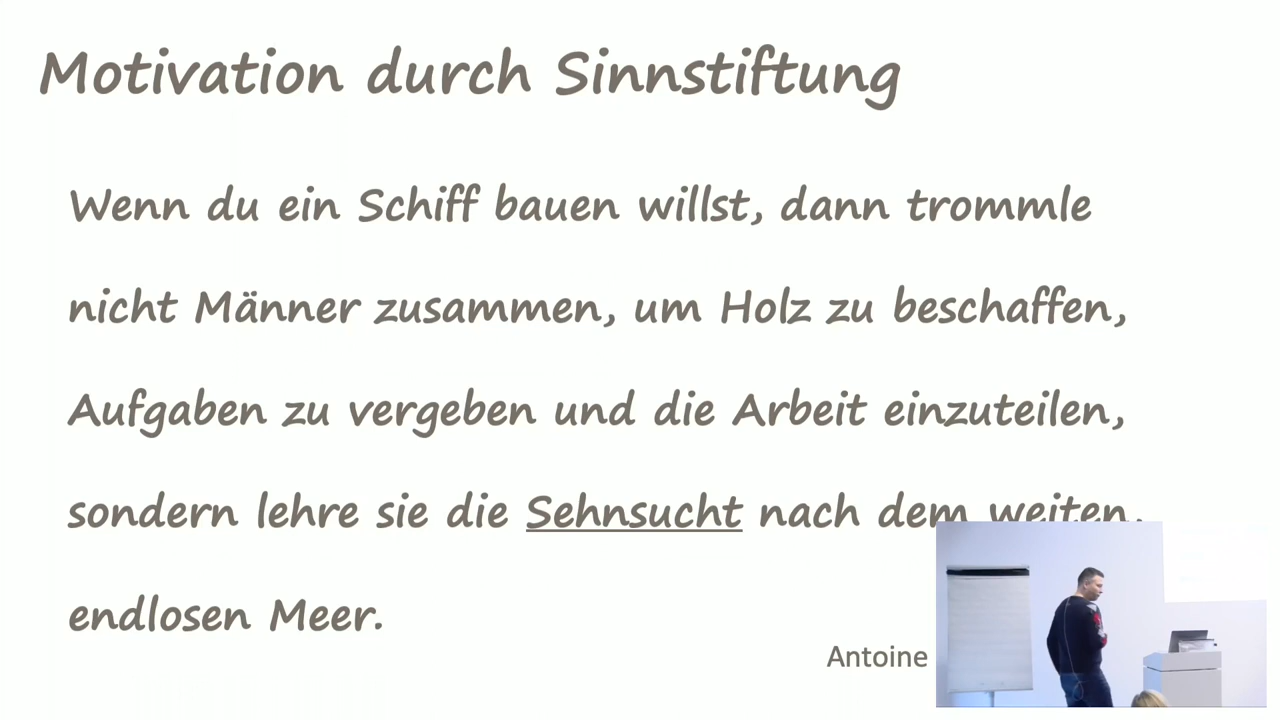 Motivation durch Sinnstiftung
Wenn du ein Schiff bauen willst, dann trommle
nicht Männer zusammen, um Holz zu beschaffen,
Aufgaben zu vergeben und die Arbeit einzuteilen,
sondern lehre sie die Sehnsucht nach dem weiten,
endlosen Meer.
Antoine